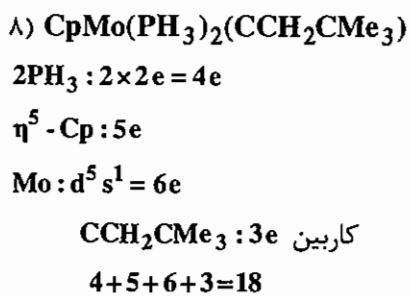 ۸) CpMo(PH₃)₂(CCH₂CMe₃)
2PH₃ : 2×2e = 4e
η⁵ - Cp : 5e
Mo : d⁵ s¹ = 6e
CCH₂CMe₃ : 3e کاربین
4+5+6+3=18